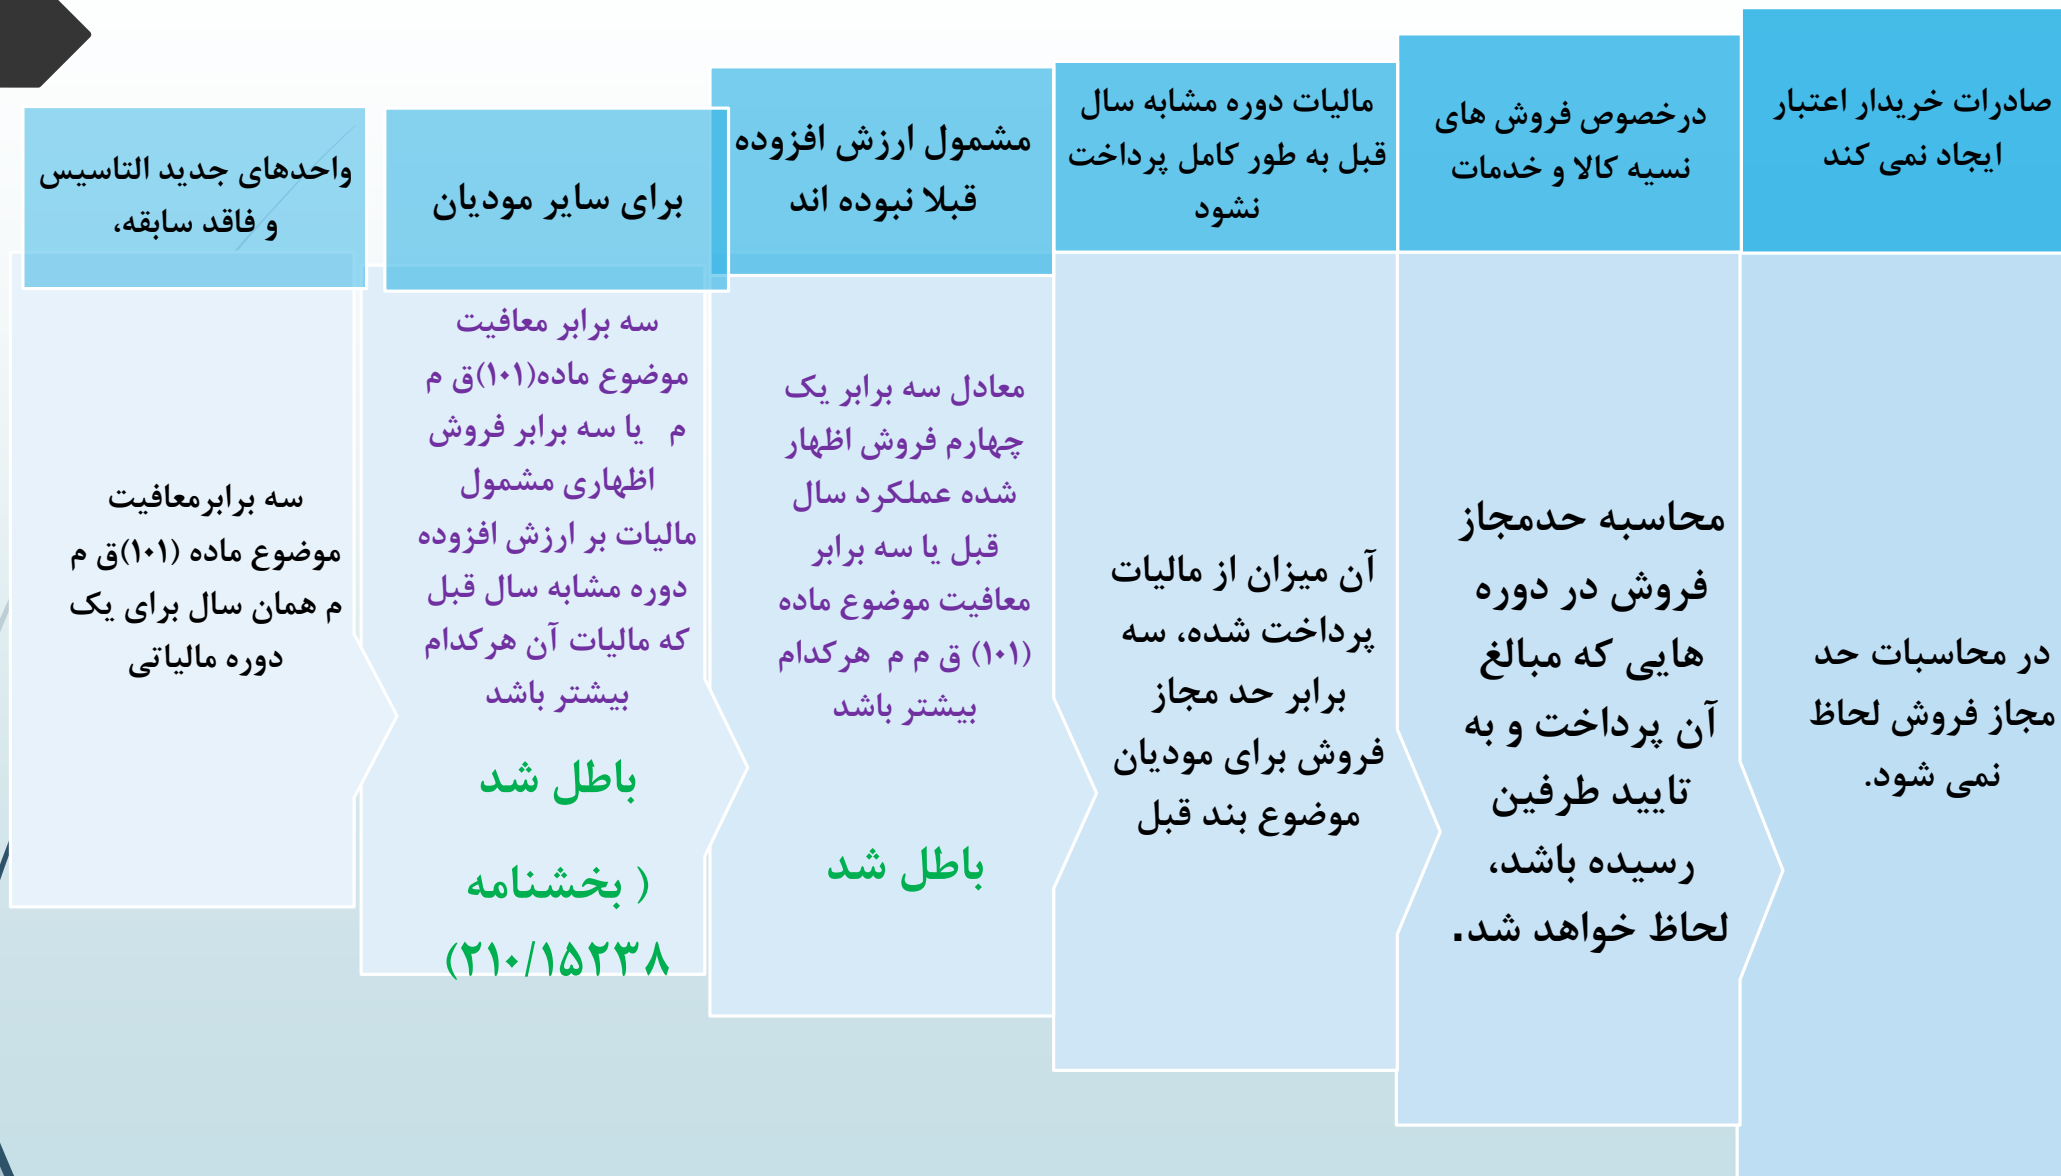 صادرات خریدار اعتبار
ایجاد نمی کند
در محاسبات حد
مجاز فروش لحاظ
نمی شود.
درخصوص فروش های
نسیه کالا و خدمات
محاسبه حدمجاز
فروش در دوره
هایی که مبالغ
آن پرداخت و به
تایید طرفین
رسیده باشد،
لحاظ خواهد شد.
مالیات دوره مشابه سال
قبل به طور کامل پرداخت
نشود
آن میزان از مالیات
پرداخت شده، سه
برابر حد مجاز
فروش برای مودیان
موضوع بند قبل
مشمول ارزش افزوده
قبلا نبوده اند
معادل سه برابر یک
چهارم فروش اظهار
شده عملکرد سال
قبل یا سه برابر
معافیت موضوع ماده
(۱۰۱) ق م م هرکدام
بیشتر باشد
باطل شد
برای سایر مودیان
سه برابر معافیت
موضوع ماده(۱۰۱)ق م
م یا سه برابر فروش
اظهاری مشمول
مالیات بر ارزش افزوده
دوره مشابه سال قبل
که مالیات آن هرکدام
بیشتر باشد
باطل شد
( بخشنامه
۲۱۰/۱۵۲۳۸)
واحدهای جدید التاسیس
و فاقد سابقه،
سه برابرمعافیت
موضوع ماده (۱۰۱)ق م
م همان سال برای یک
دوره مالیاتی